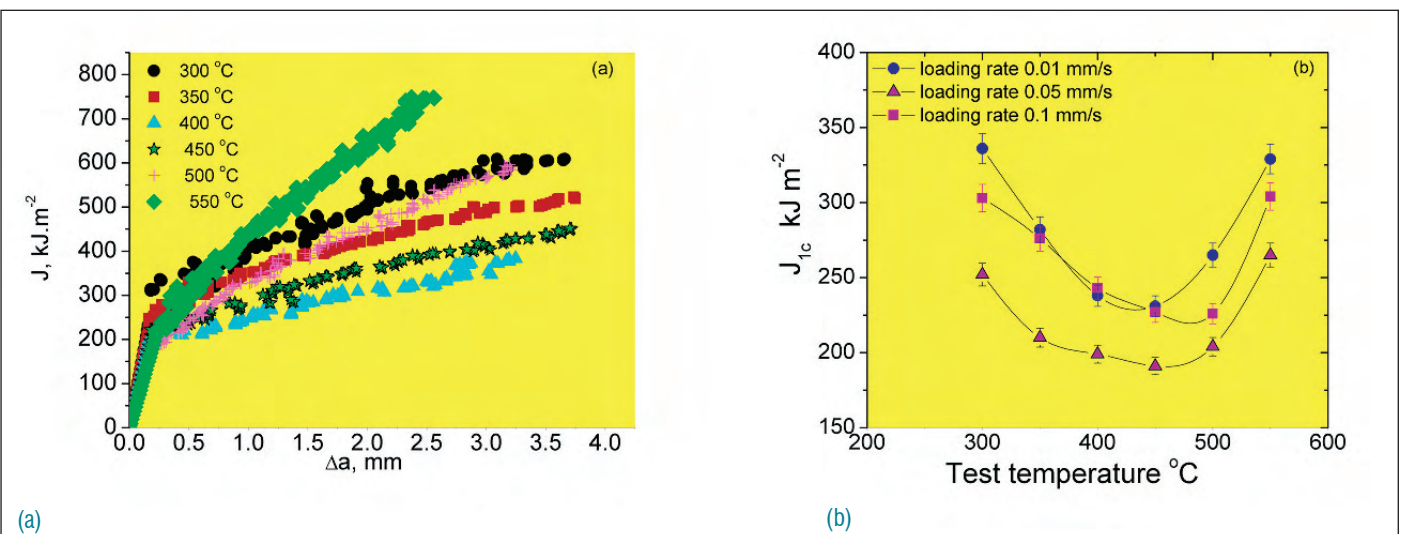 (a)
300 °C
350 °C
400 °C
450 °C
500 °C
550 °C
J, kJ.m⁻²
800
700
600
500
400
300
200
100
0
0.0 0.5 1.0 1.5 2.0 2.5 3.0 3.5 4.0
Δa, mm
(a)
(b)
loading rate 0.01 mm/s
loading rate 0.05 mm/s
loading rate 0.1 mm/s
J1c kJ m⁻²
400
350
300
250
200
150
200 300 400 500 600
Test temperature °C
(b)